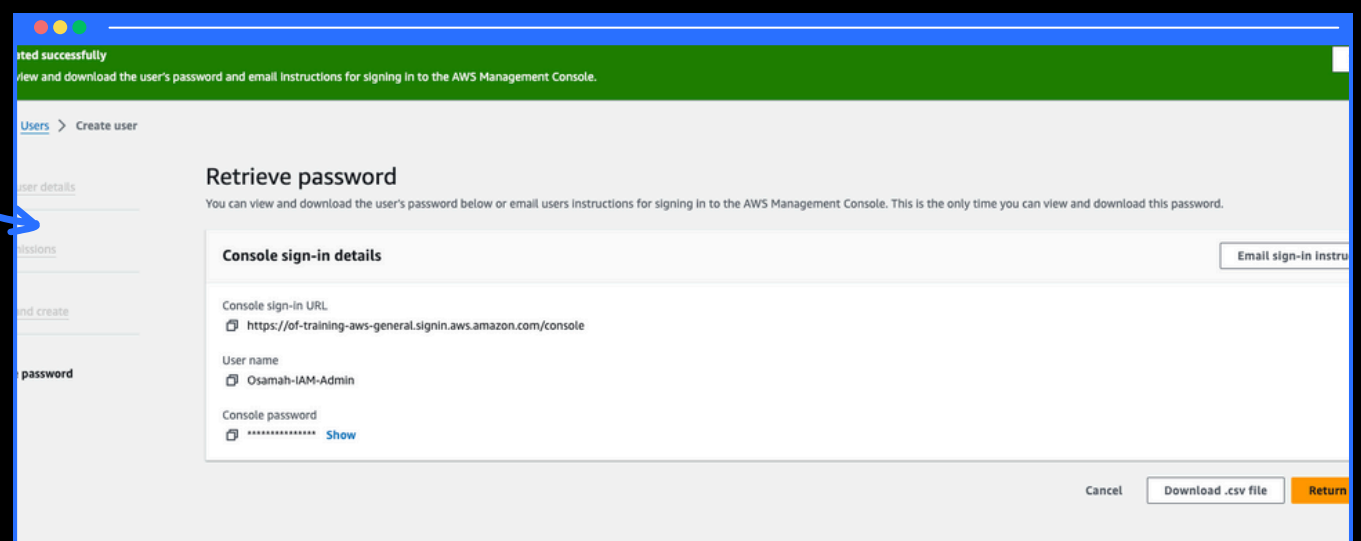 ated successfully
view and download the user's password and email instructions for signing in to the AWS Management Console.
Users > Create user
user details
missions
and create
password
Retrieve password
You can view and download the user's password below or email users instructions for signing in to the AWS Management Console. This is the only time you can view and download this password.
Console sign-in details
Email sign-in instru
Console sign-in URL
https://of-training-aws-general.signin.aws.amazon.com/console
User name
Osamah-IAM-Admin
Console password
*************** Show
Cancel
Download .csv file
Return